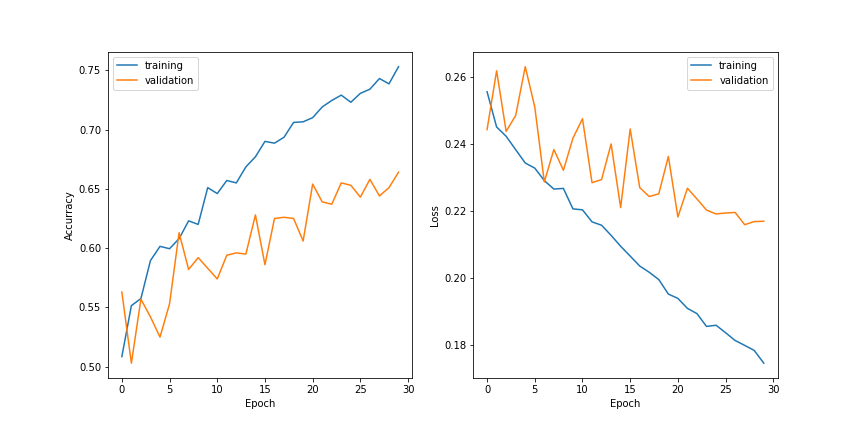 training
validation
0.75
0.70
0.65
0.60
0.55
0.50
0 5 10 15 20 25 30
Epoch
Accurracy
training
validation
0.26
0.24
0.22
0.20
0.18
0 5 10 15 20 25 30
Epoch
Loss